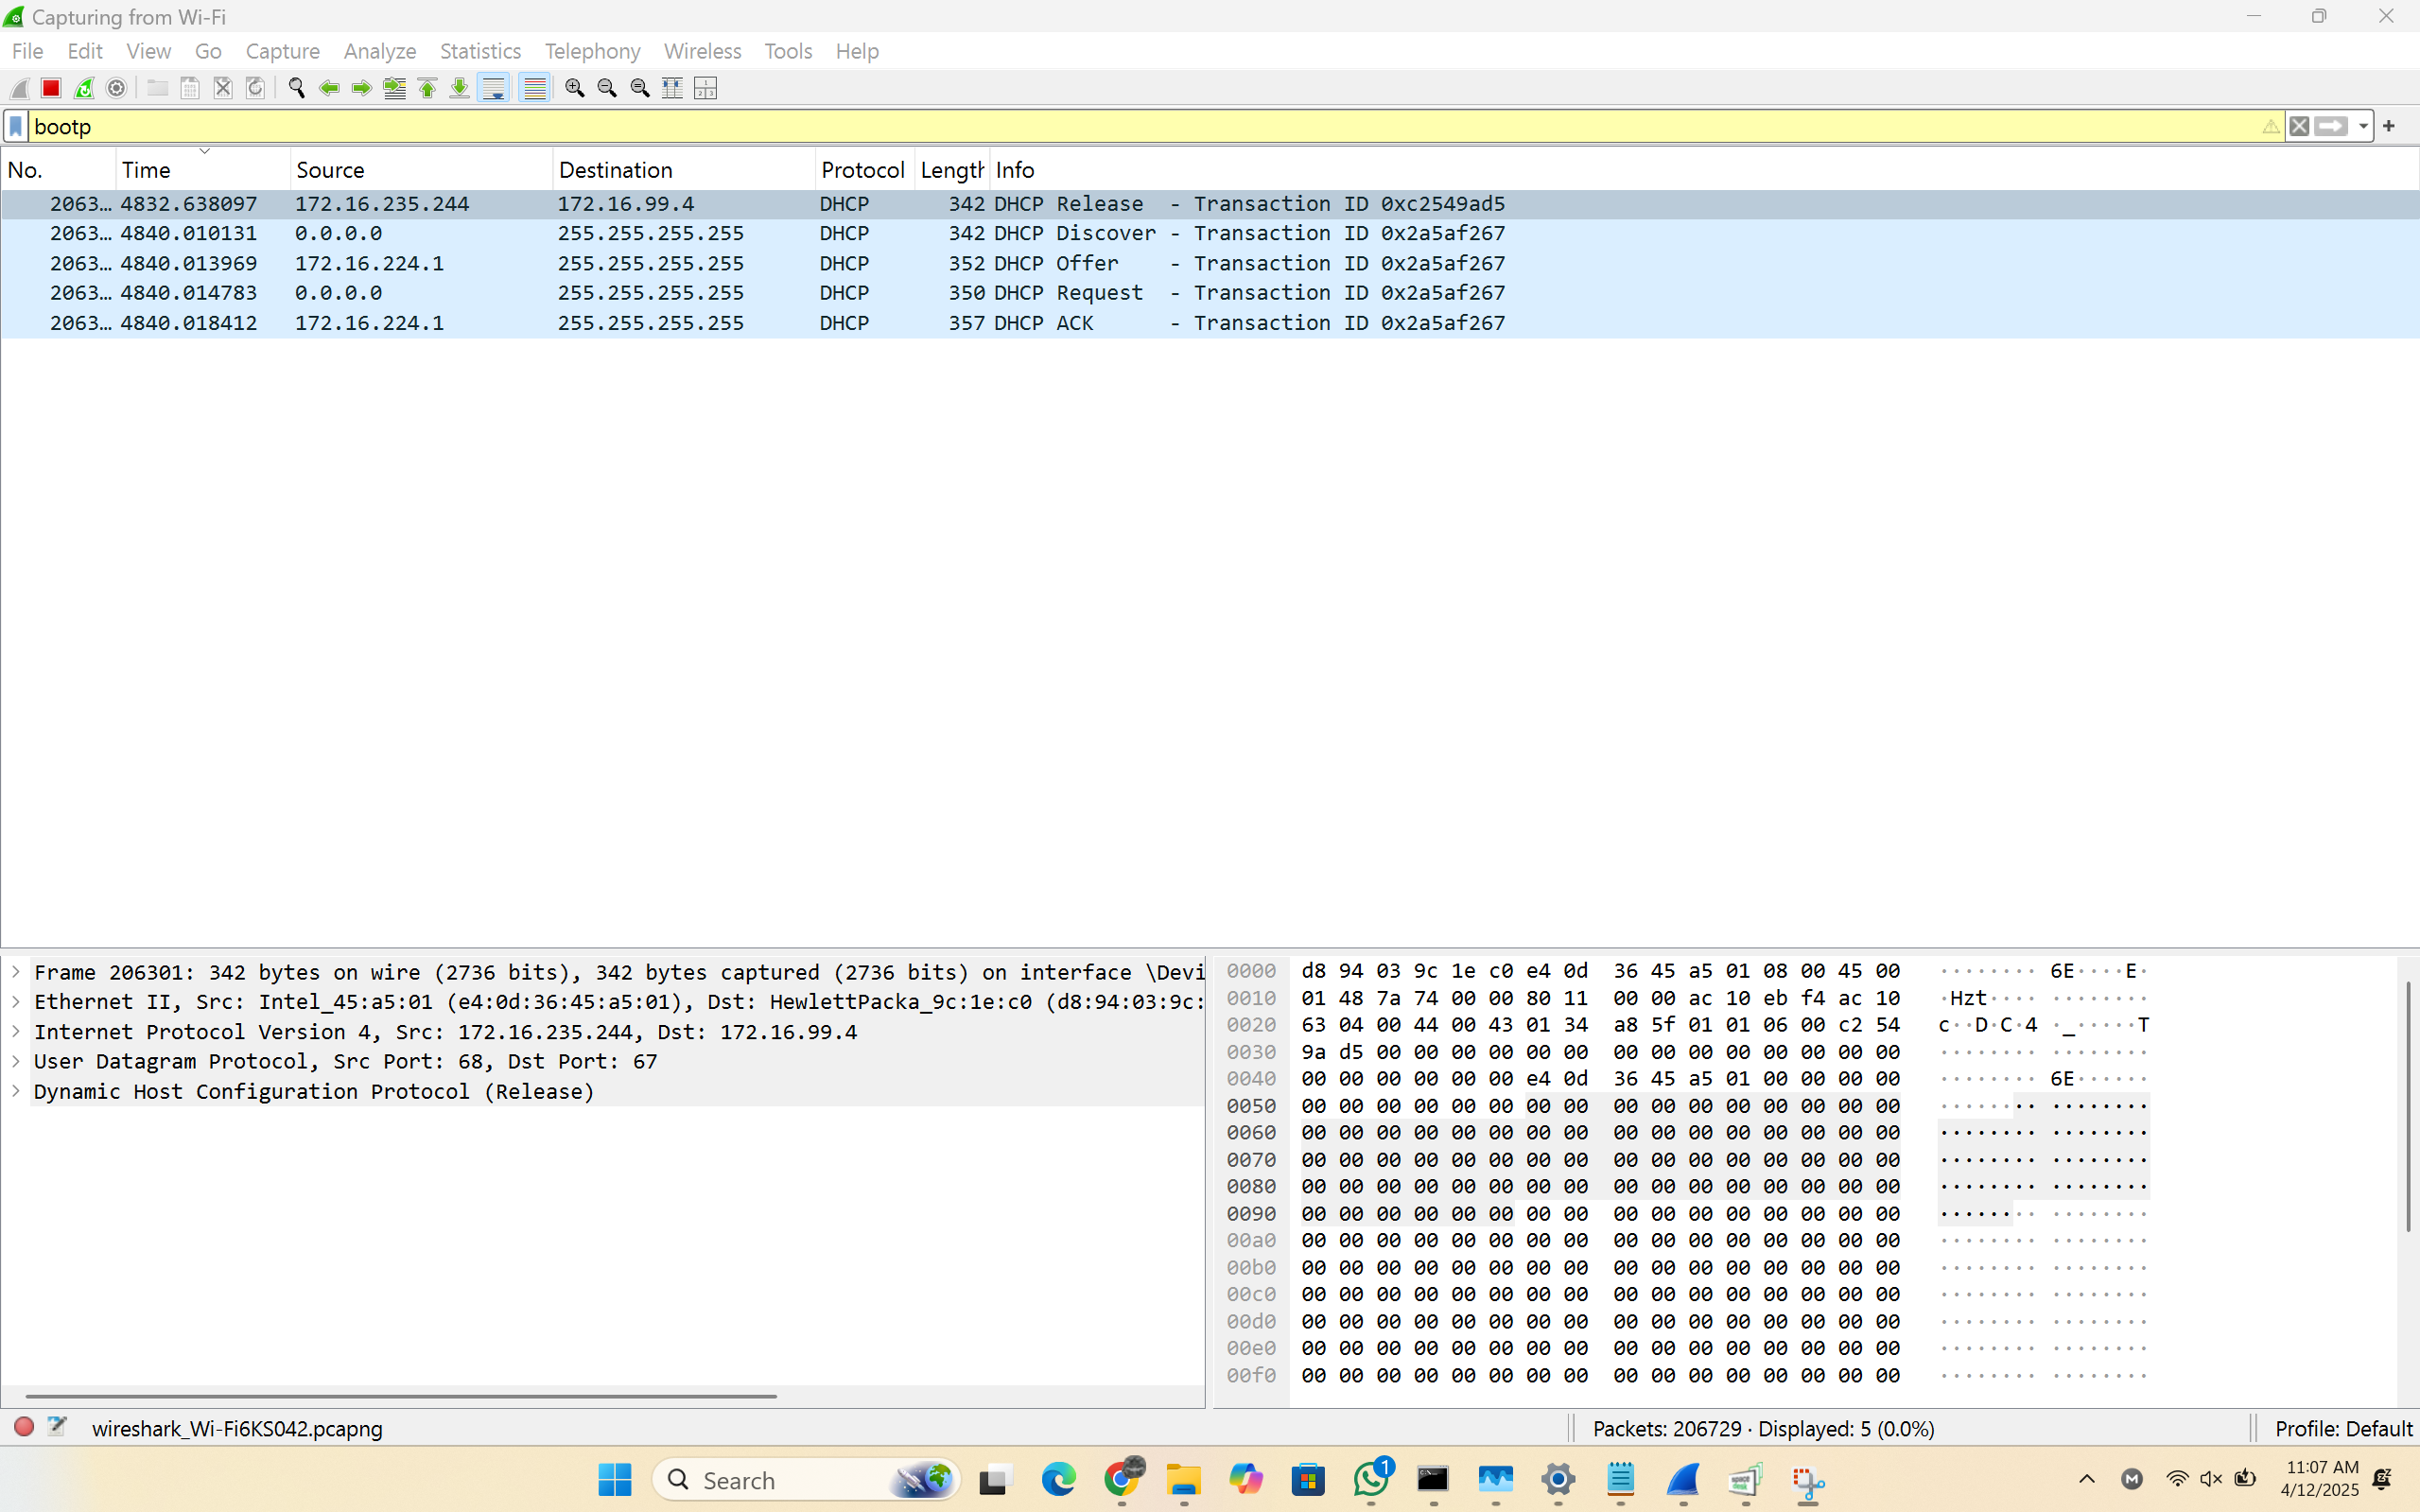 Capturing from Wi-Fi
File Edit View Go Capture Analyze Statistics Telephony Wireless Tools Help
bootp
No. Time Source Destination Protocol Length Info
2063… 4832.638097 172.16.235.244 172.16.99.4 DHCP 342 DHCP Release - Transaction ID 0xc2549ad5
2063… 4840.010131 0.0.0.0 255.255.255.255 DHCP 342 DHCP Discover - Transaction ID 0x2a5af267
2063… 4840.013969 172.16.224.1 255.255.255.255 DHCP 352 DHCP Offer - Transaction ID 0x2a5af267
2063… 4840.014783 0.0.0.0 255.255.255.255 DHCP 350 DHCP Request - Transaction ID 0x2a5af267
2063… 4840.018412 172.16.224.1 255.255.255.255 DHCP 357 DHCP ACK - Transaction ID 0x2a5af267
Frame 206301: 342 bytes on wire (2736 bits), 342 bytes captured (2736 bits) on interface \Devi
Ethernet II, Src: Intel_45:a5:01 (e4:0d:36:45:a5:01), Dst: HewlettPacka_9c:1e:c0 (d8:94:03:9c:
Internet Protocol Version 4, Src: 172.16.235.244, Dst: 172.16.99.4
User Datagram Protocol, Src Port: 68, Dst Port: 67
Dynamic Host Configuration Protocol (Release)
0000 d8 94 03 9c 1e c0 e4 0d 36 45 a5 01 08 00 45 00 ········ 6E····E·
0010 01 48 7a 74 00 00 80 11 00 00 ac 10 eb f4 ac 10 ·Hzt···· ········
0020 63 04 00 44 00 43 01 34 a8 5f 01 01 06 00 c2 54 c··D·C·4 ·_·····T
0030 9a d5 00 00 00 00 00 00 00 00 00 00 00 00 00 00 ········ ········
0040 00 00 00 00 00 00 e4 0d 36 45 a5 01 00 00 00 00 ········ 6E······
0050 00 00 00 00 00 00 00 00 00 00 00 00 00 00 00 00 ········ ········
0060 00 00 00 00 00 00 00 00 00 00 00 00 00 00 00 00 ········ ········
0070 00 00 00 00 00 00 00 00 00 00 00 00 00 00 00 00 ········ ········
0080 00 00 00 00 00 00 00 00 00 00 00 00 00 00 00 00 ········ ········
0090 00 00 00 00 00 00 00 00 00 00 00 00 00 00 00 00 ········ ········
00a0 00 00 00 00 00 00 00 00 00 00 00 00 00 00 00 00 ········ ········
00b0 00 00 00 00 00 00 00 00 00 00 00 00 00 00 00 00 ········ ········
00c0 00 00 00 00 00 00 00 00 00 00 00 00 00 00 00 00 ········ ········
00d0 00 00 00 00 00 00 00 00 00 00 00 00 00 00 00 00 ········ ········
00e0 00 00 00 00 00 00 00 00 00 00 00 00 00 00 00 00 ········ ········
00f0 00 00 00 00 00 00 00 00 00 00 00 00 00 00 00 00 ········ ········
wireshark_Wi-Fi6KS042.pcapng Packets: 206729 · Displayed: 5 (0.0%) Profile: Default
Search 1 M 11:07 AM
4/12/2025